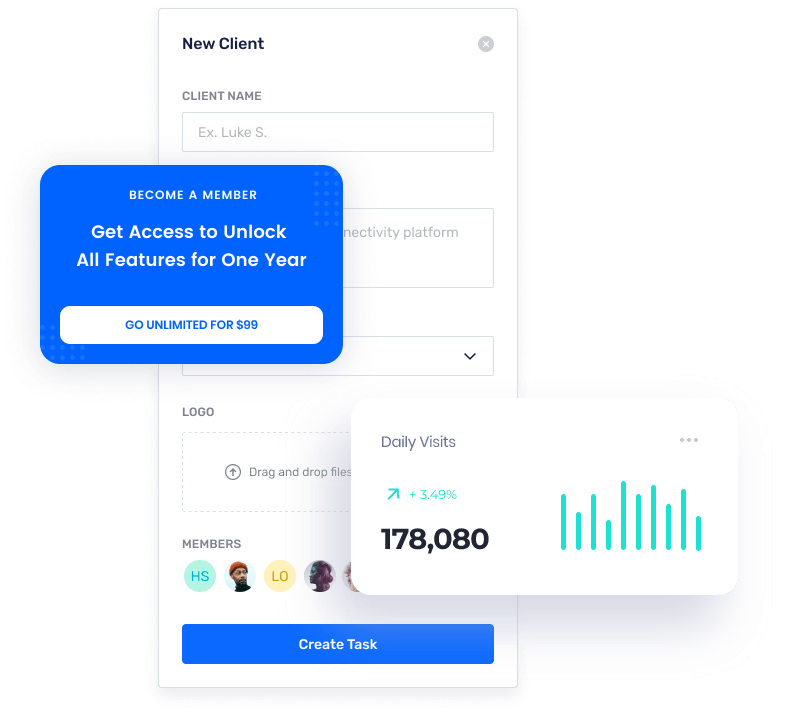 New Client
CLIENT NAME
Ex. Luke S.
BECOME A MEMBER
Get Access to Unlock
All Features for One Year
GO UNLIMITED FOR $99
platform
LOGO
Drag and drop files
Daily Visits
+ 3.49%
178,080
MEMBERS
HS
LO
Create Task